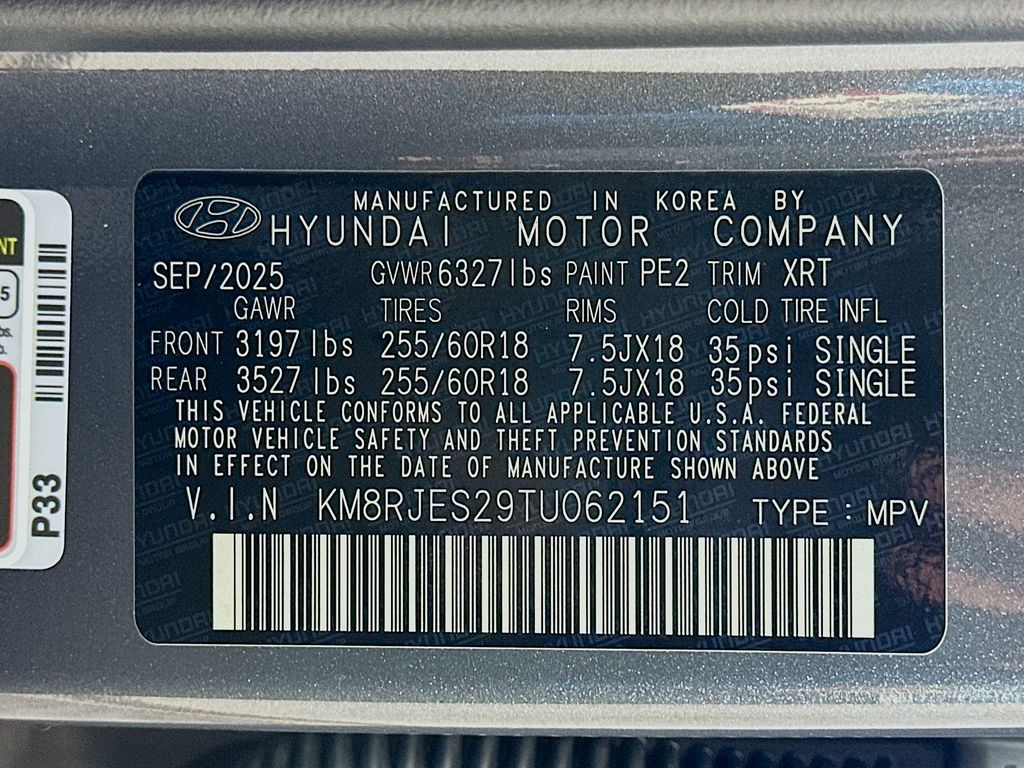 MANUFACTURED IN KOREA BY
HYUNDAI MOTOR COMPANY
SEP/2025 GVWR 6327lbs PAINT PE2 TRIM XRT
GAWR TIRES RIMS COLD TIRE INFL
FRONT 3197lbs 255/60R18 7.5JX18 35psi SINGLE
REAR 3527lbs 255/60R18 7.5JX18 35psi SINGLE
THIS VEHICLE CONFORMS TO ALL APPLICABLE U.S.A. FEDERAL
MOTOR VEHICLE SAFETY AND THEFT PREVENTION STANDARDS
IN EFFECT ON THE DATE OF MANUFACTURE SHOWN ABOVE
V.I.N KM8RJES29TU062151 TYPE : MPV
P33